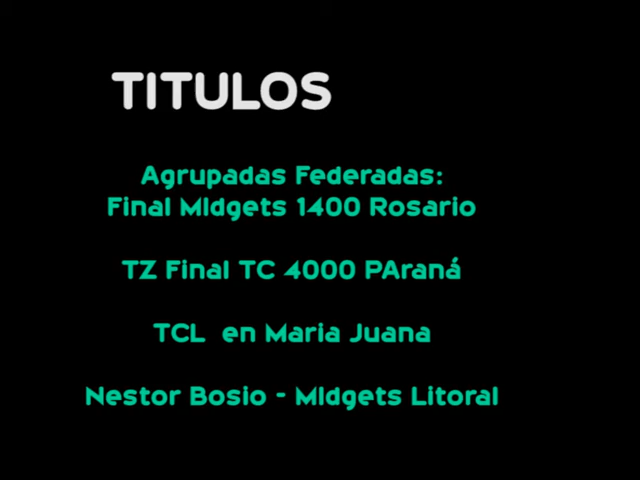 TITULOS
Agrupadas Federadas:
Final MIdgets 1400 Rosario
TZ Final TC 4000 PAraná
TCL en Maria Juana
Nestor Bosio - MIdgets Litoral